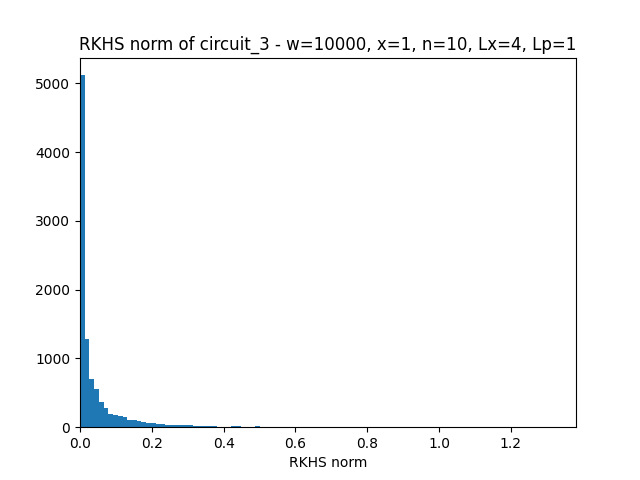 RKHS norm of circuit_3 - w=10000, x=1, n=10, Lx=4, Lp=1
5000
4000
3000
2000
1000
0
0.0 0.2 0.4 0.6 0.8 1.0 1.2
RKHS norm